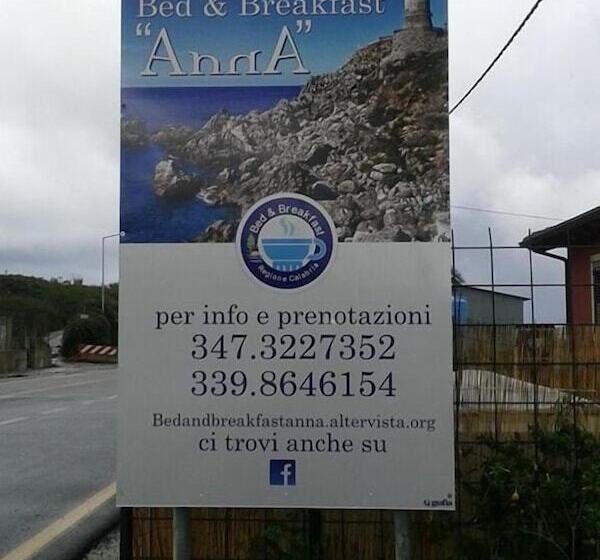 Bed & Breakfast
"AnnA"
Bed & Breakfast
Regione Calabria
per info e prenotazioni
347.3227352
339.8646154
Bedandbreakfastanna.altervista.org
ci trovi anche su
f